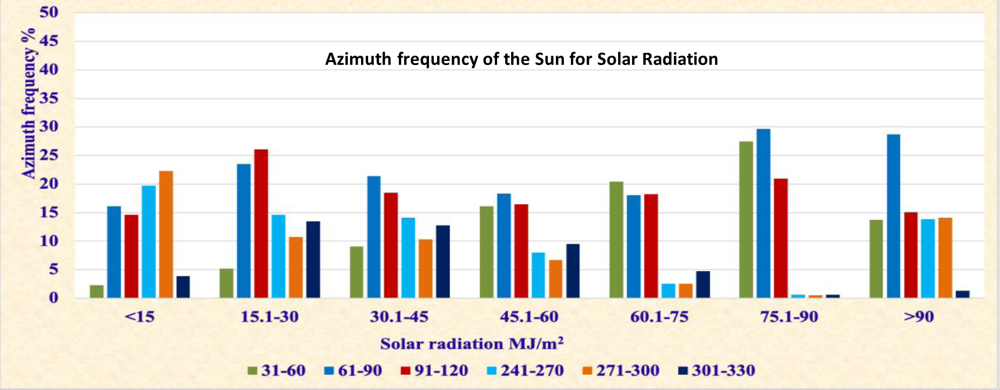 Azimuth frequency of the Sun for Solar Radiation
Azimuth frequency %
50
45
40
35
30
25
20
15
10
5
0
<15 15.1-30 30.1-45 45.1-60 60.1-75 75.1-90 >90
Solar radiation MJ/m²
31-60 61-90 91-120 241-270 271-300 301-330